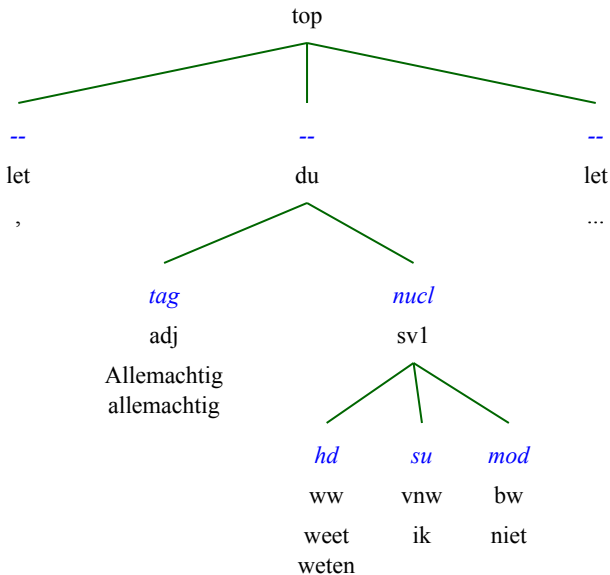 top
-- -- --
let du let
, ...
tag nucl
adj sv1
Allemachtig
allemachtig
hd su mod
ww vnw bw
weet ik niet
weten